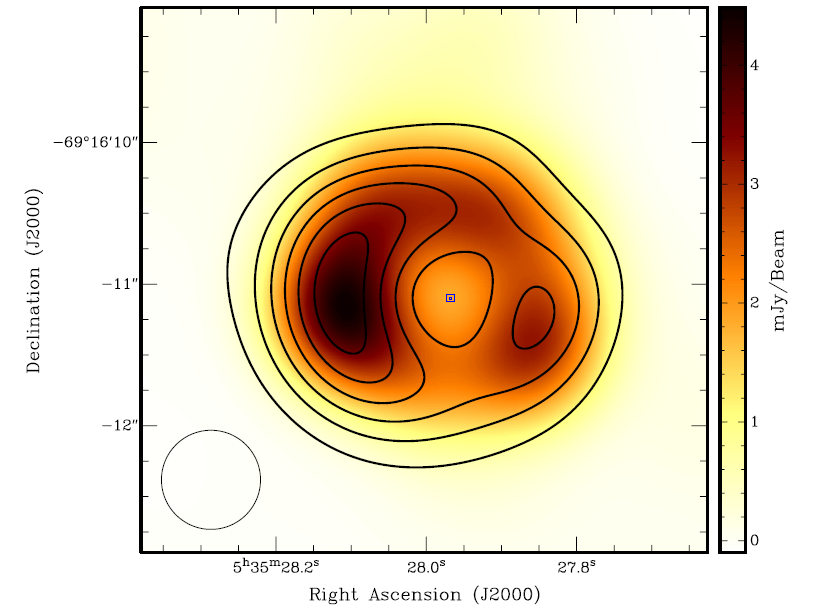 4
−69°16′10″
3
−11″
2
−12″
1
0
5ʰ35ᵐ28.2ˢ 28.0ˢ 27.8ˢ
Right Ascension (J2000)
Declination (J2000)
mJy/Beam